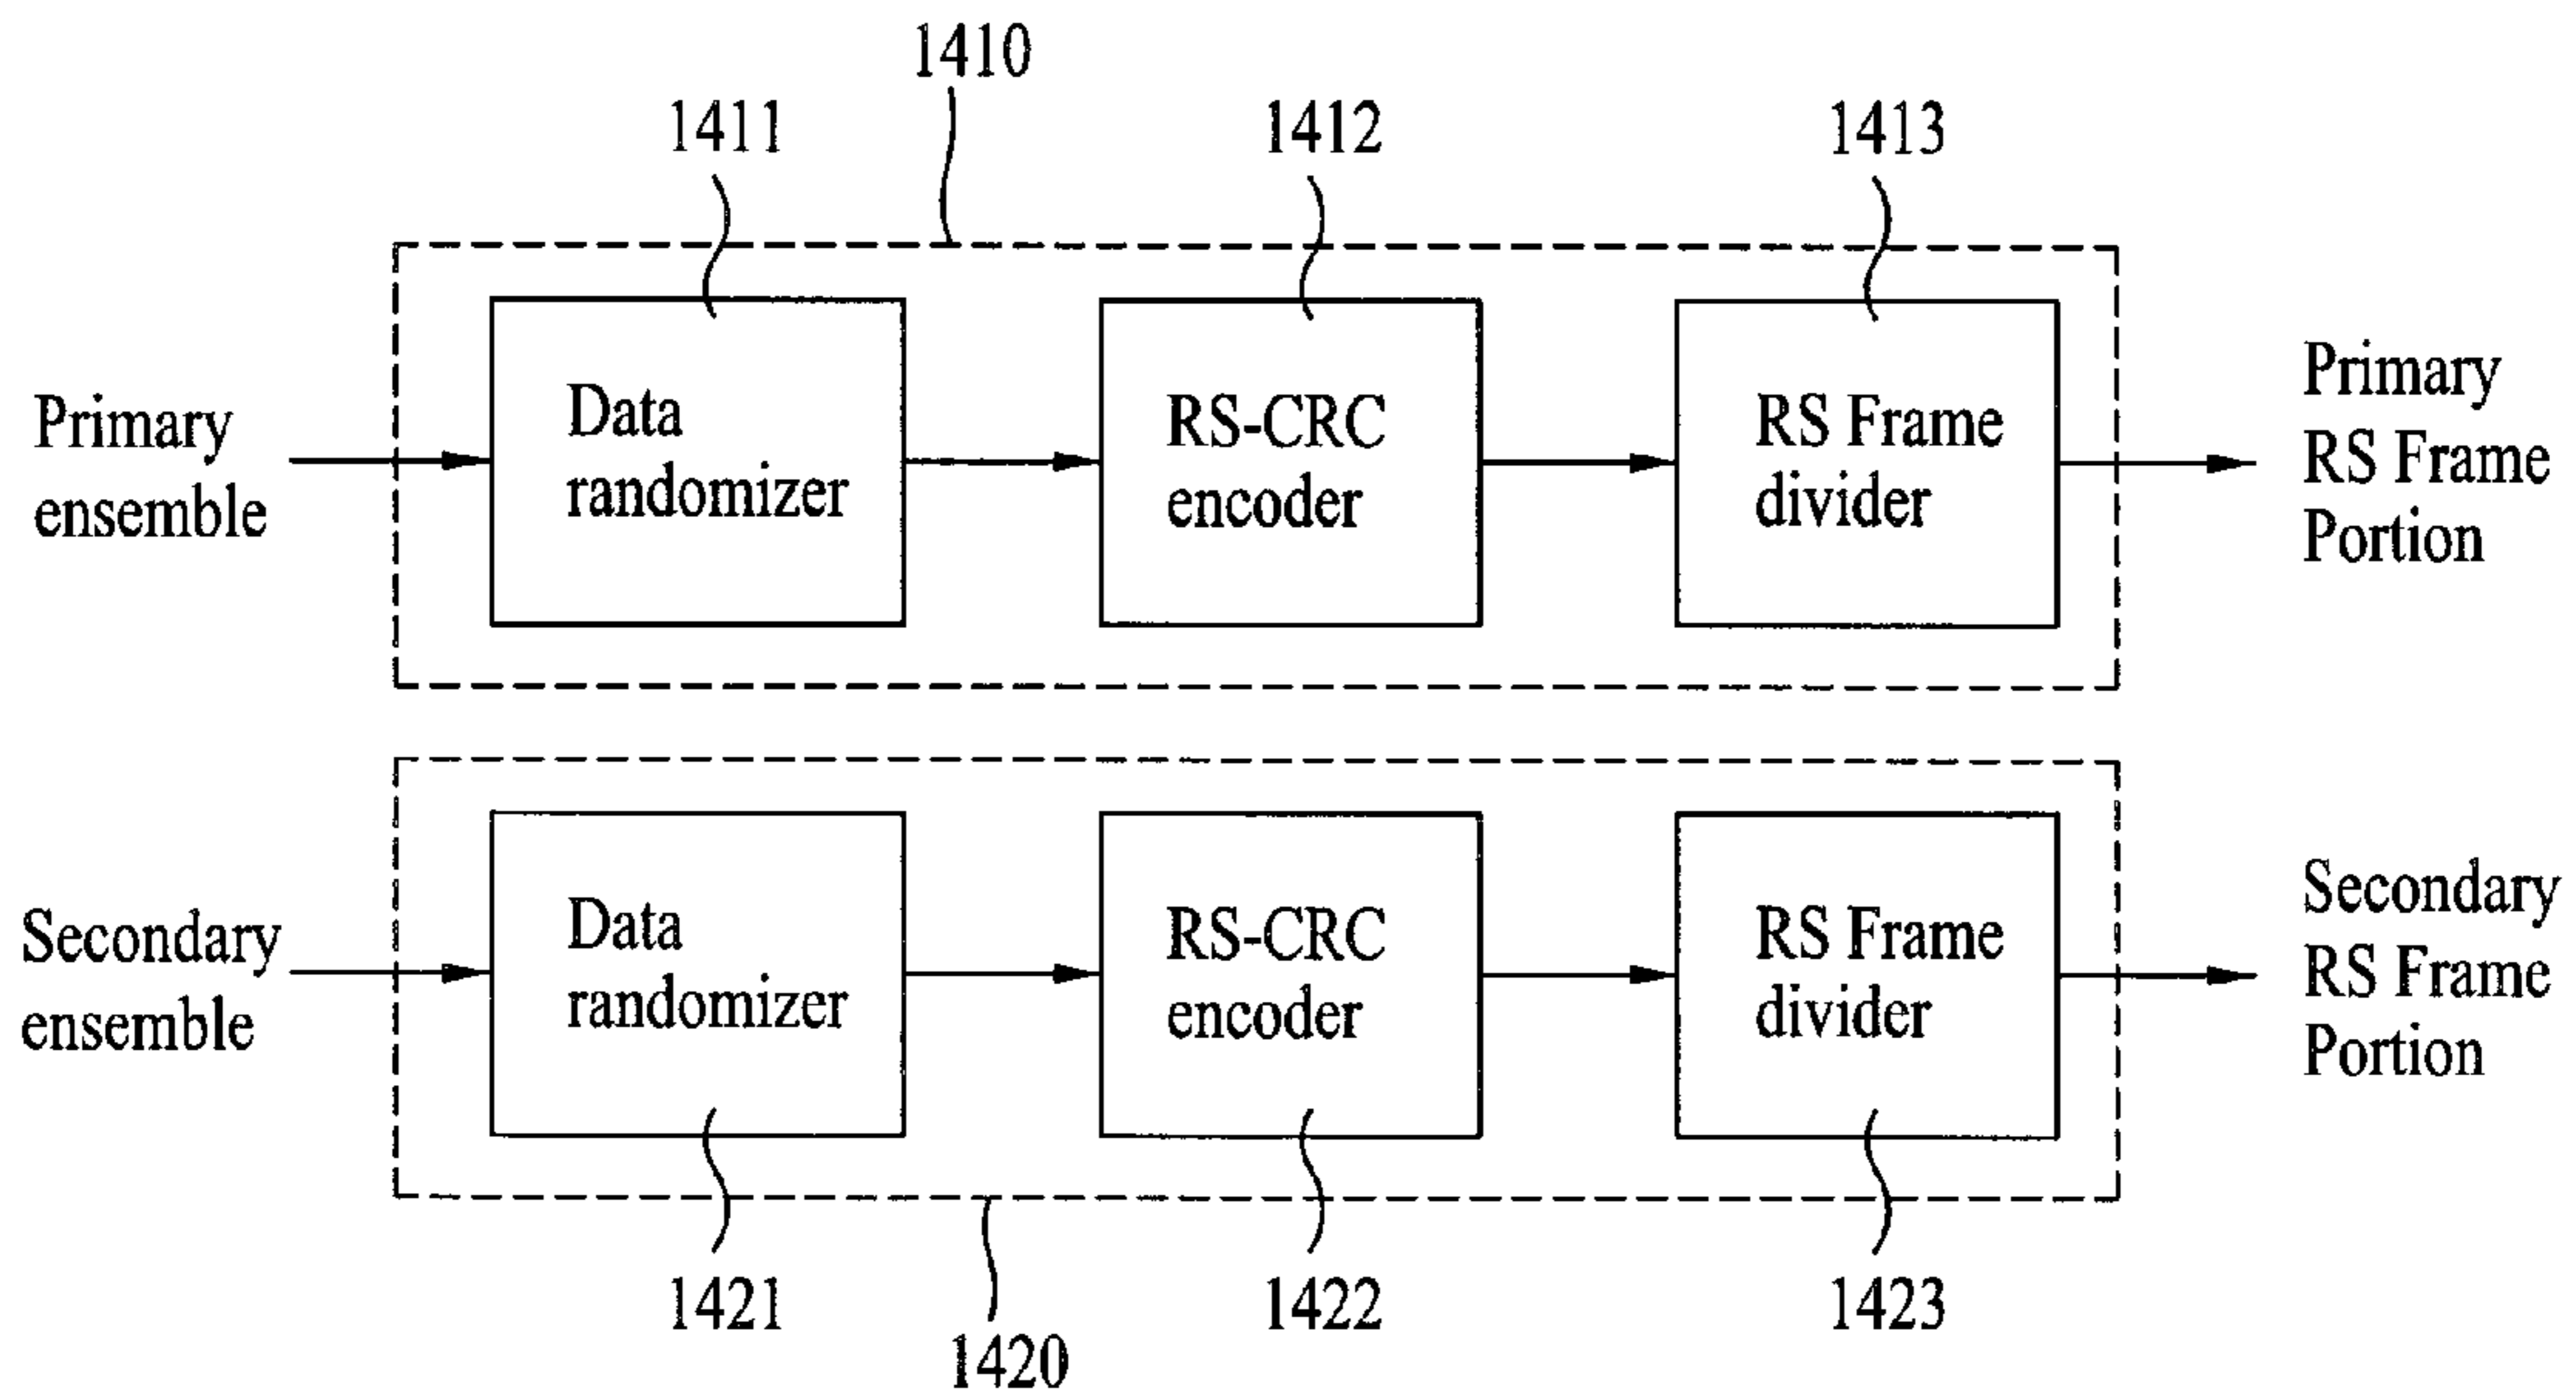 1410
1411
1412
1413
Primary
ensemble
Data
randomizer
RS-CRC
encoder
RS Frame
divider
Primary
RS Frame
Portion
Secondary
ensemble
Data
randomizer
RS-CRC
encoder
RS Frame
divider
Secondary
RS Frame
Portion
1421
1422
1423
1420